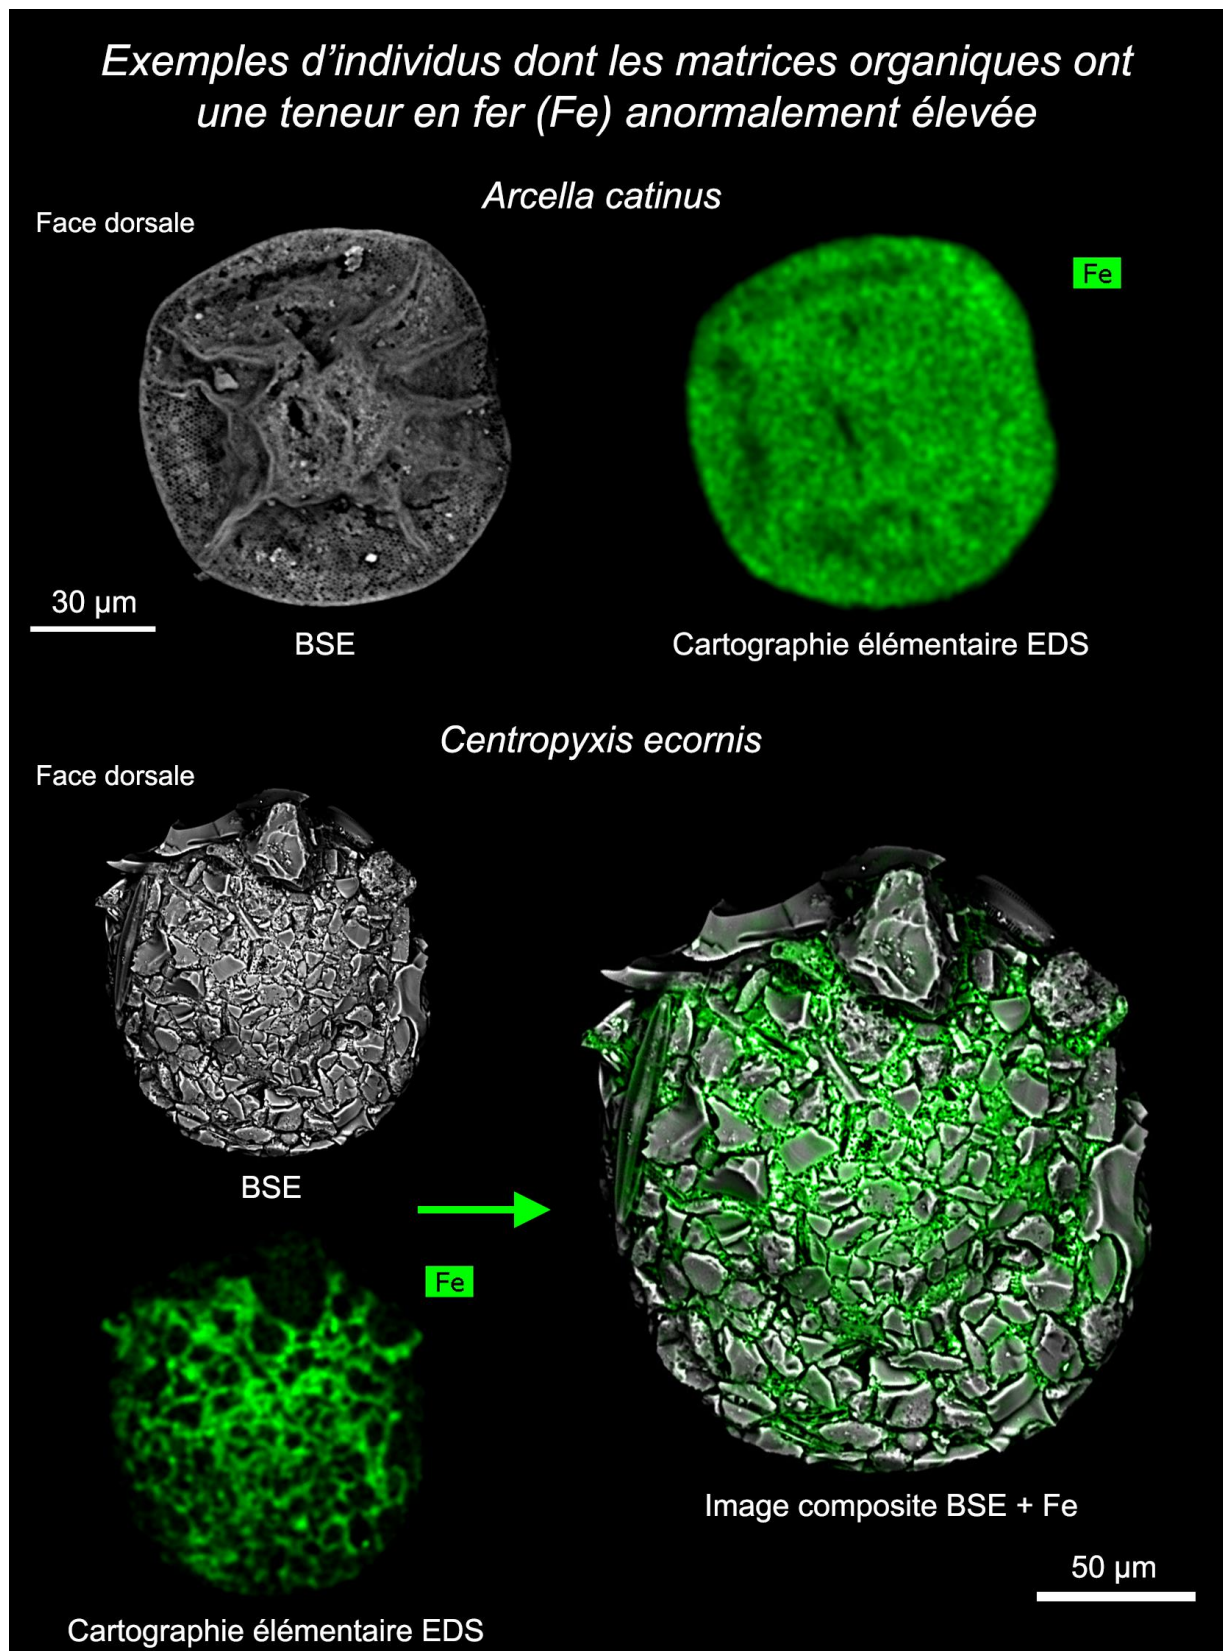 Exemples d'individus dont les matrices organiques ont
une teneur en fer (Fe) anormalement élevée
Arcella catinus
Face dorsale
Fe
30 µm
BSE
Cartographie élémentaire EDS
Centropyxis ecornis
Face dorsale
BSE
Fe
Cartographie élémentaire EDS
Image composite BSE + Fe
50 µm